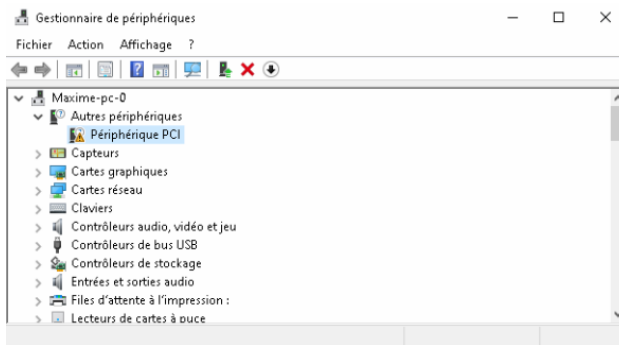 Gestionnaire de périphériques
Fichier Action Affichage ?
Maxime-pc-0
Autres périphériques
Périphérique PCI
Capteurs
Cartes graphiques
Cartes réseau
Claviers
Contrôleurs audio, vidéo et jeu
Contrôleurs de bus USB
Contrôleurs de stockage
Entrées et sorties audio
Files d'attente à l'impression :
Lecteurs de cartes à puce